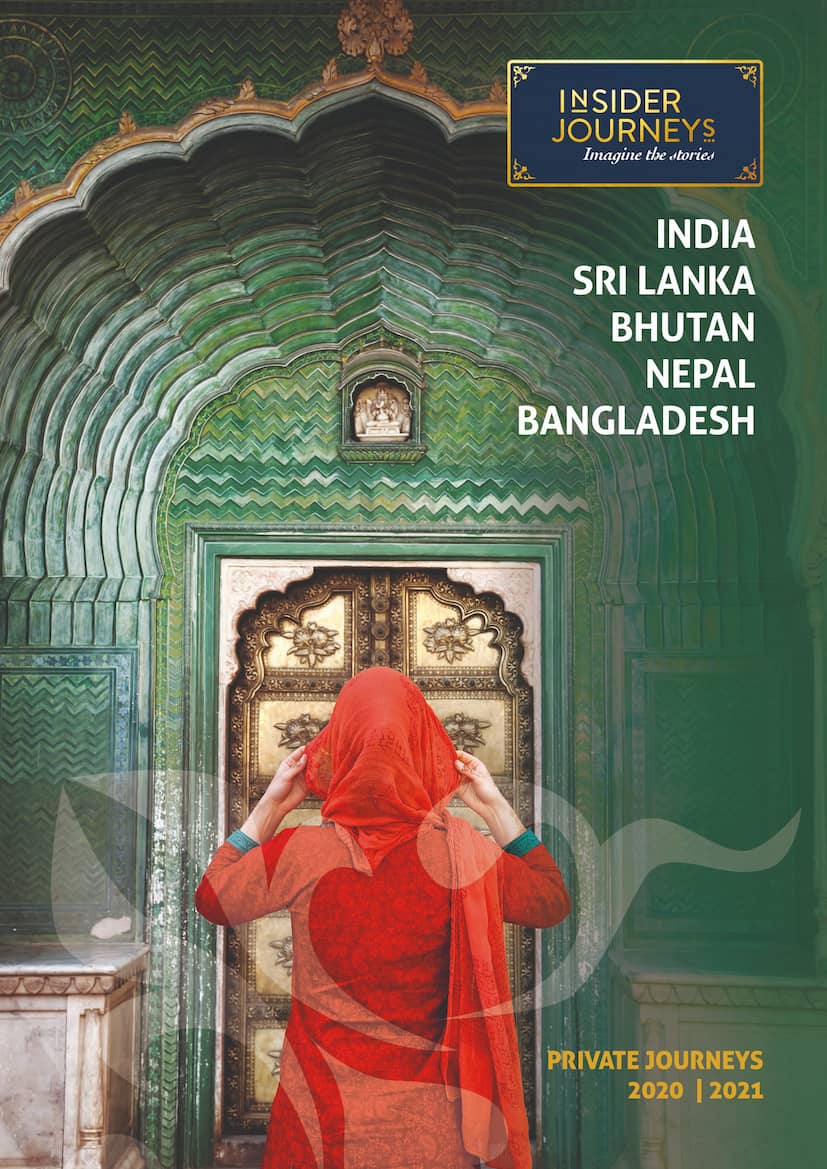 INSIDER
JOURNEYS
Imagine the stories
INDIA
SRI LANKA
BHUTAN
NEPAL
BANGLADESH
PRIVATE JOURNEYS
2020 | 2021